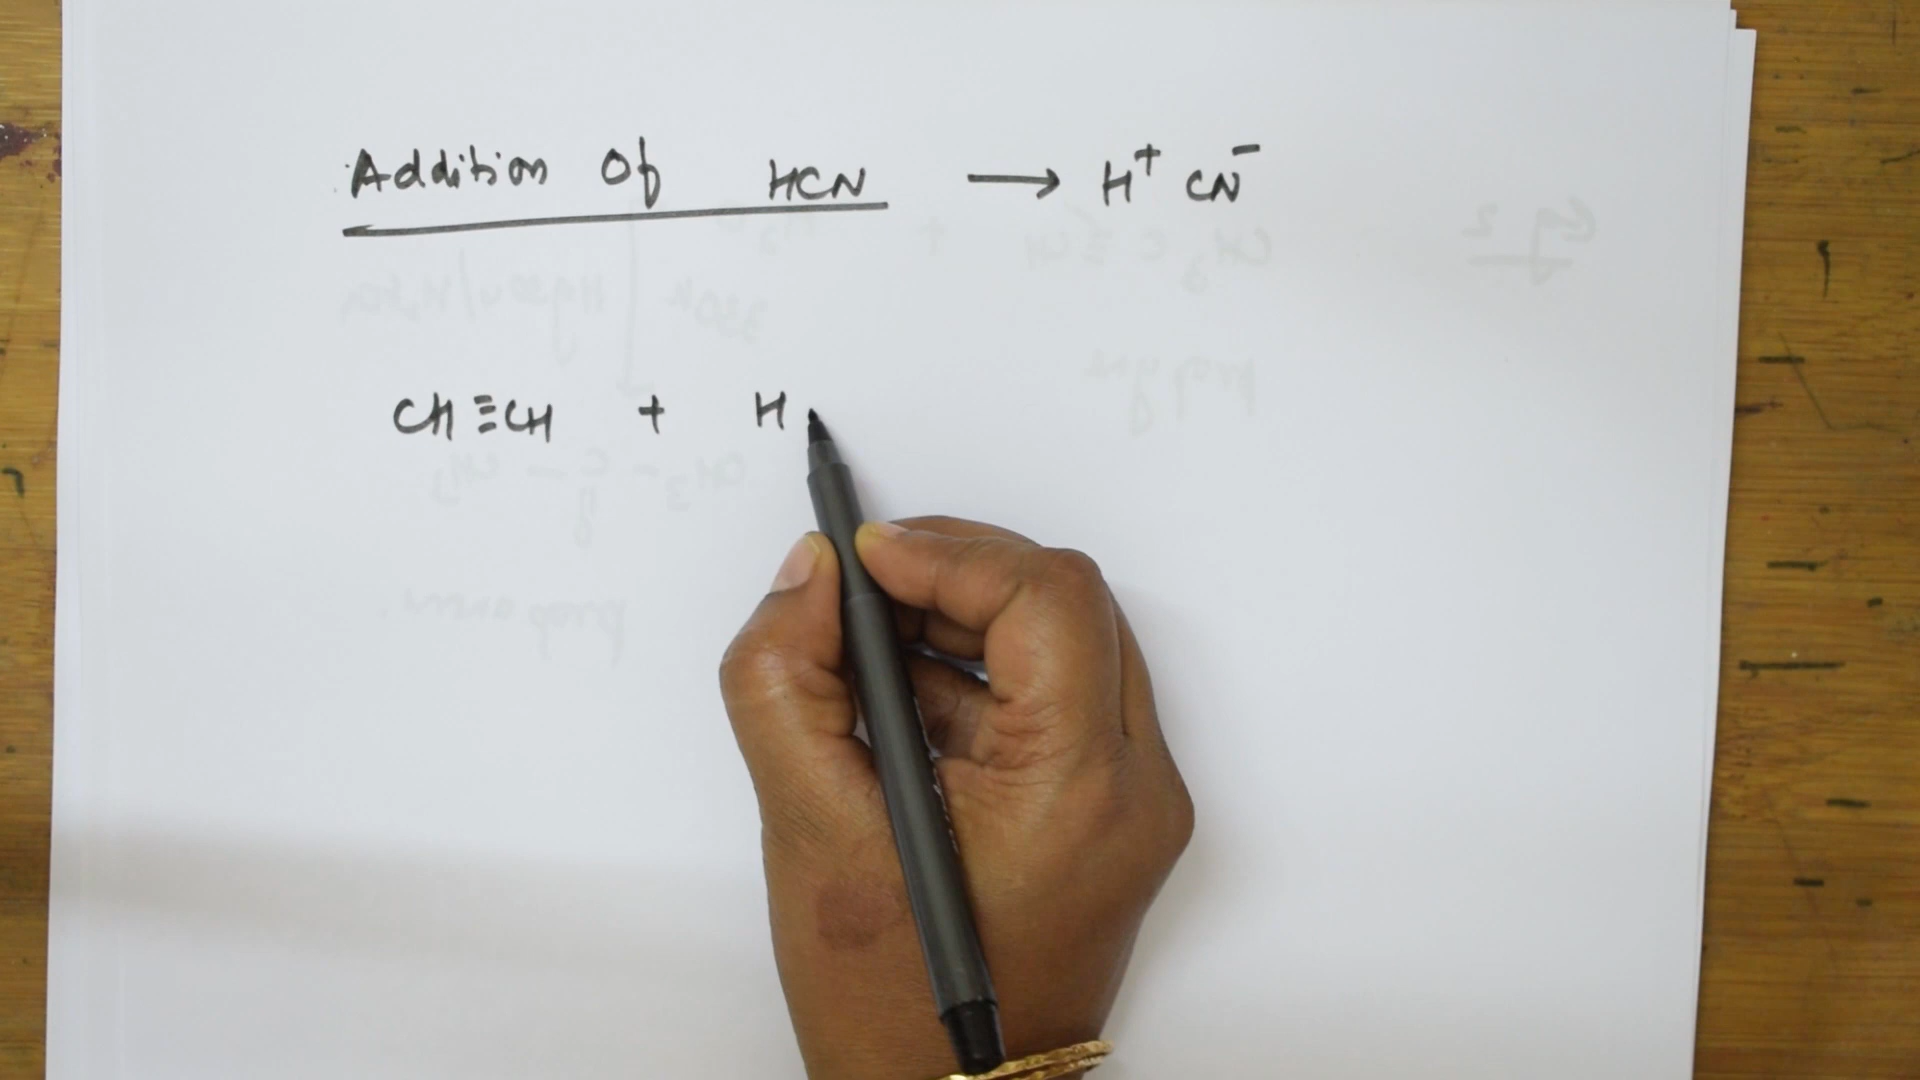 Addition Of HCN → H⁺ CN⁻
CH≡CH + H